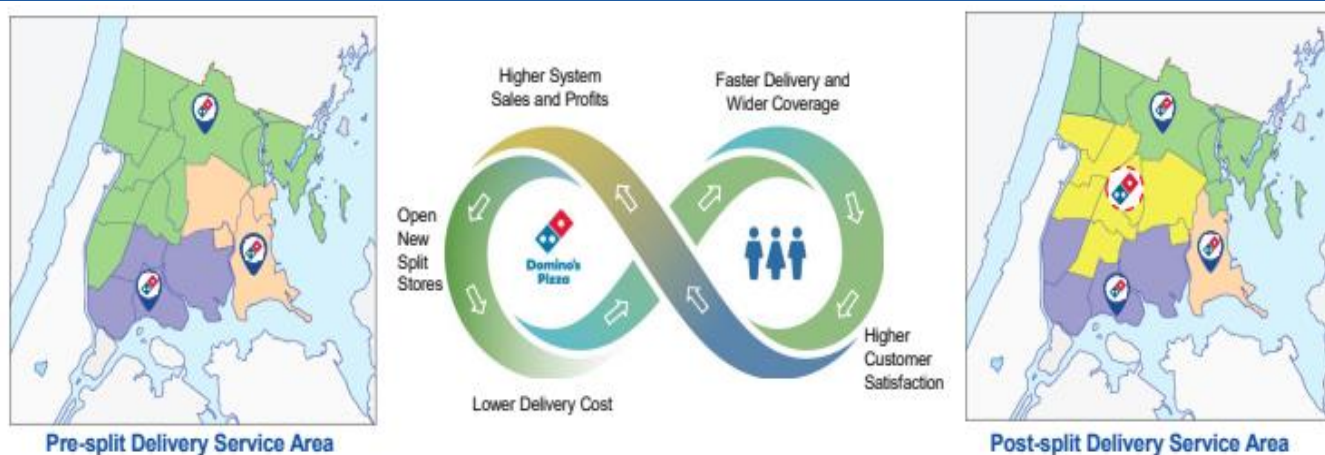 Higher System
Sales and Profits
Faster Delivery and
Wider Coverage
Open
New
Split
Stores
Domino's
Pizza
Higher
Customer
Satisfaction
Lower Delivery Cost
Pre-split Delivery Service Area
Post-split Delivery Service Area